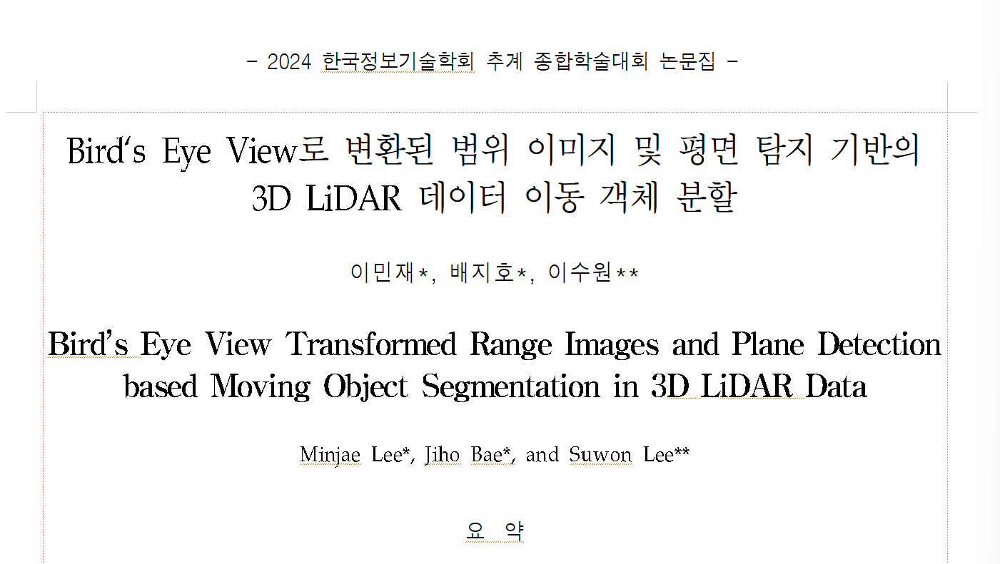 - 2024 한국정보기술학회 추계 종합학술대회 논문집 -
Bird‘s Eye View로 변환된 범위 이미지 및 평면 탐지 기반의
3D LiDAR 데이터 이동 객체 분할
이민재*, 배지호*, 이수원**
Bird’s Eye View Transformed Range Images and Plane Detection
based Moving Object Segmentation in 3D LiDAR Data
Minjae Lee*, Jiho Bae*, and Suwon Lee**
요 약